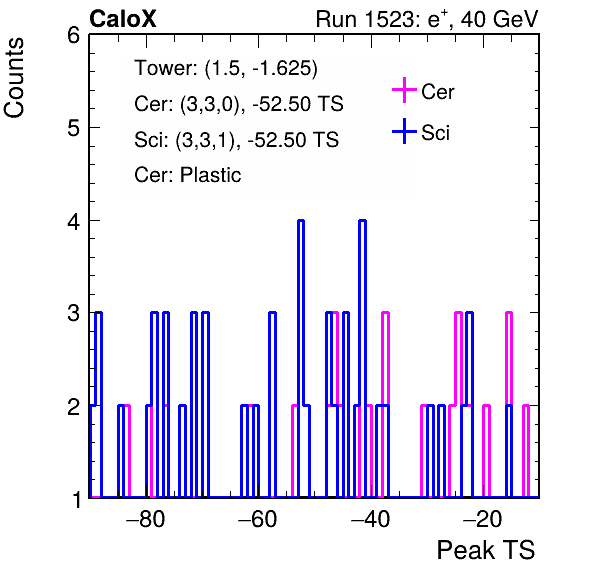 CaloX Run 1523: e⁺, 40 GeV
Counts
6
5
4
3
2
1
Tower: (1.5, -1.625)
Cer: (3,3,0), -52.50 TS
Sci: (3,3,1), -52.50 TS
Cer: Plastic
Cer
Sci
−80 −60 −40 −20
Peak TS